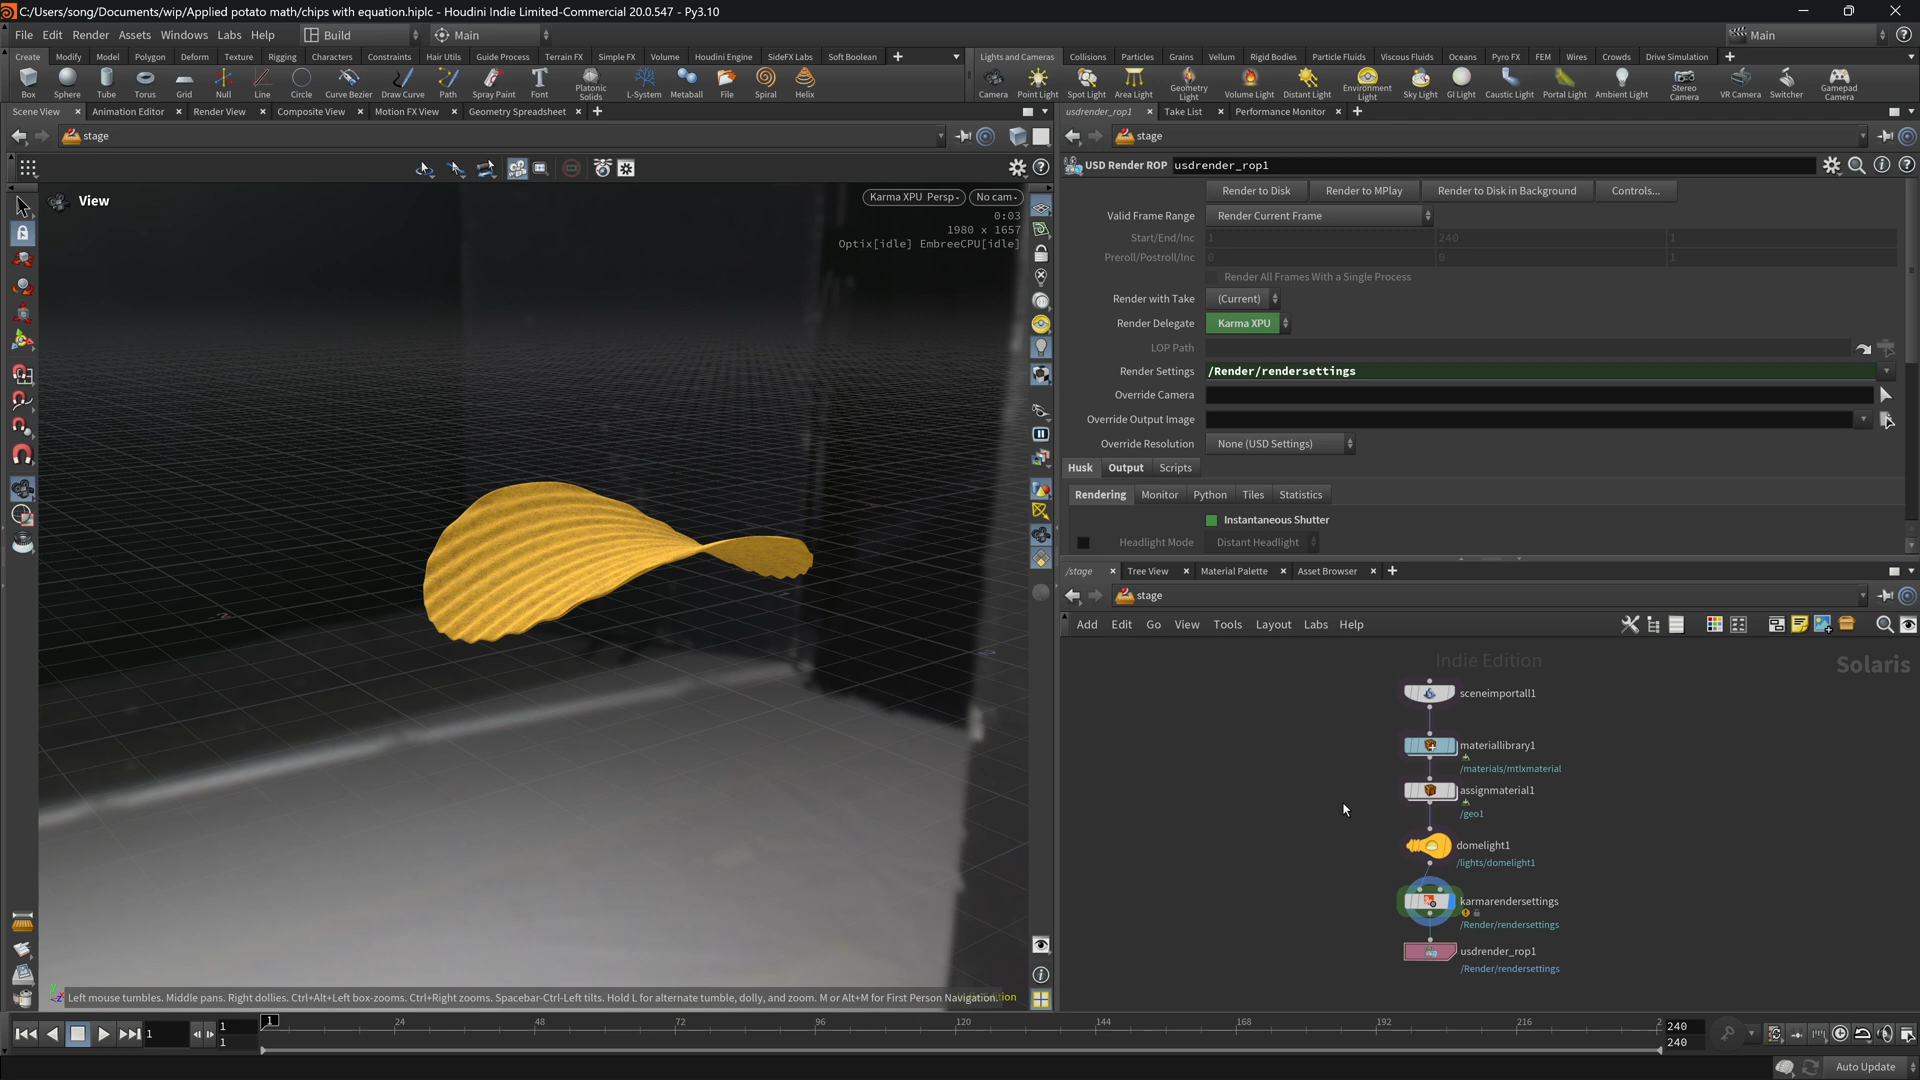 C:/Users/song/Documents/wip/Applied potato math/chips with equation.hiplc - Houdini Indie Limited-Commercial 20.0.547 - Py3.10
File Edit Render Assets Windows Labs Help Build Main Main
Create Modify Model Polygon Deform Texture Rigging Characters Constraints Hair Utils Guide Process Terrain FX Simple FX Volume Houdini Engine SideFX Labs Soft Boolean
Lights and Cameras Collisions Particles Grains Vellum Rigid Bodies Particle Fluids Viscous Fluids Oceans Pyro FX FEM Wires Crowds Drive Simulation
Box Sphere Tube Torus Grid Null Line Circle Curve Bezier Draw Curve Path Spray Paint Font Platonic Solids L-System Metaball File Spiral Helix
Camera Point Light Spot Light Area Light Geometry Light Volume Light Distant Light Environment Light Sky Light GI Light Caustic Light Portal Light Ambient Light Stereo Camera VR Camera Switcher Gamepad Camera
Scene View Animation Editor Render View Composite View Motion FX View Geometry Spreadsheet
usdrender_rop1 Take List Performance Monitor
stage
stage
View
Karma XPU Persp No cam
0:03
1980 x 1657
Optix[idle] EmbreeCPU[idle]
USD Render ROP usdrender_rop1
Render to Disk Render to MPlay Render to Disk in Background Controls...
Valid Frame Range Render Current Frame
Start/End/Inc 1 240 1
Preroll/Postroll/Inc 0 0 1
Render All Frames With a Single Process
Render with Take (Current)
Render Delegate Karma XPU
LOP Path
Render Settings /Render/rendersettings
Override Camera
Override Output Image
Override Resolution None (USD Settings)
Husk Output Scripts
Rendering Monitor Python Tiles Statistics
Instantaneous Shutter
Headlight Mode Distant Headlight
/stage Tree View Material Palette Asset Browser
stage
Add Edit Go View Tools Layout Labs Help
Indie Edition
Solaris
sceneimportall1
materiallibrary1
/materials/mtlxmaterial
assignmaterial1
/geo1
domelight1
/lights/domelight1
karmarendersettings
/Render/rendersettings
usdrender_rop1
/Render/rendersettings
Left mouse tumbles. Middle pans. Right dollies. Ctrl+Alt+Left box-zooms. Ctrl+Right zooms. Spacebar-Ctrl-Left tilts. Hold L for alternate tumble, dolly, and zoom. M or Alt+M for First Person Navigation.
1 1 1 1 24 48 72 96 120 144 168 192 216 2 240 240
Auto Update